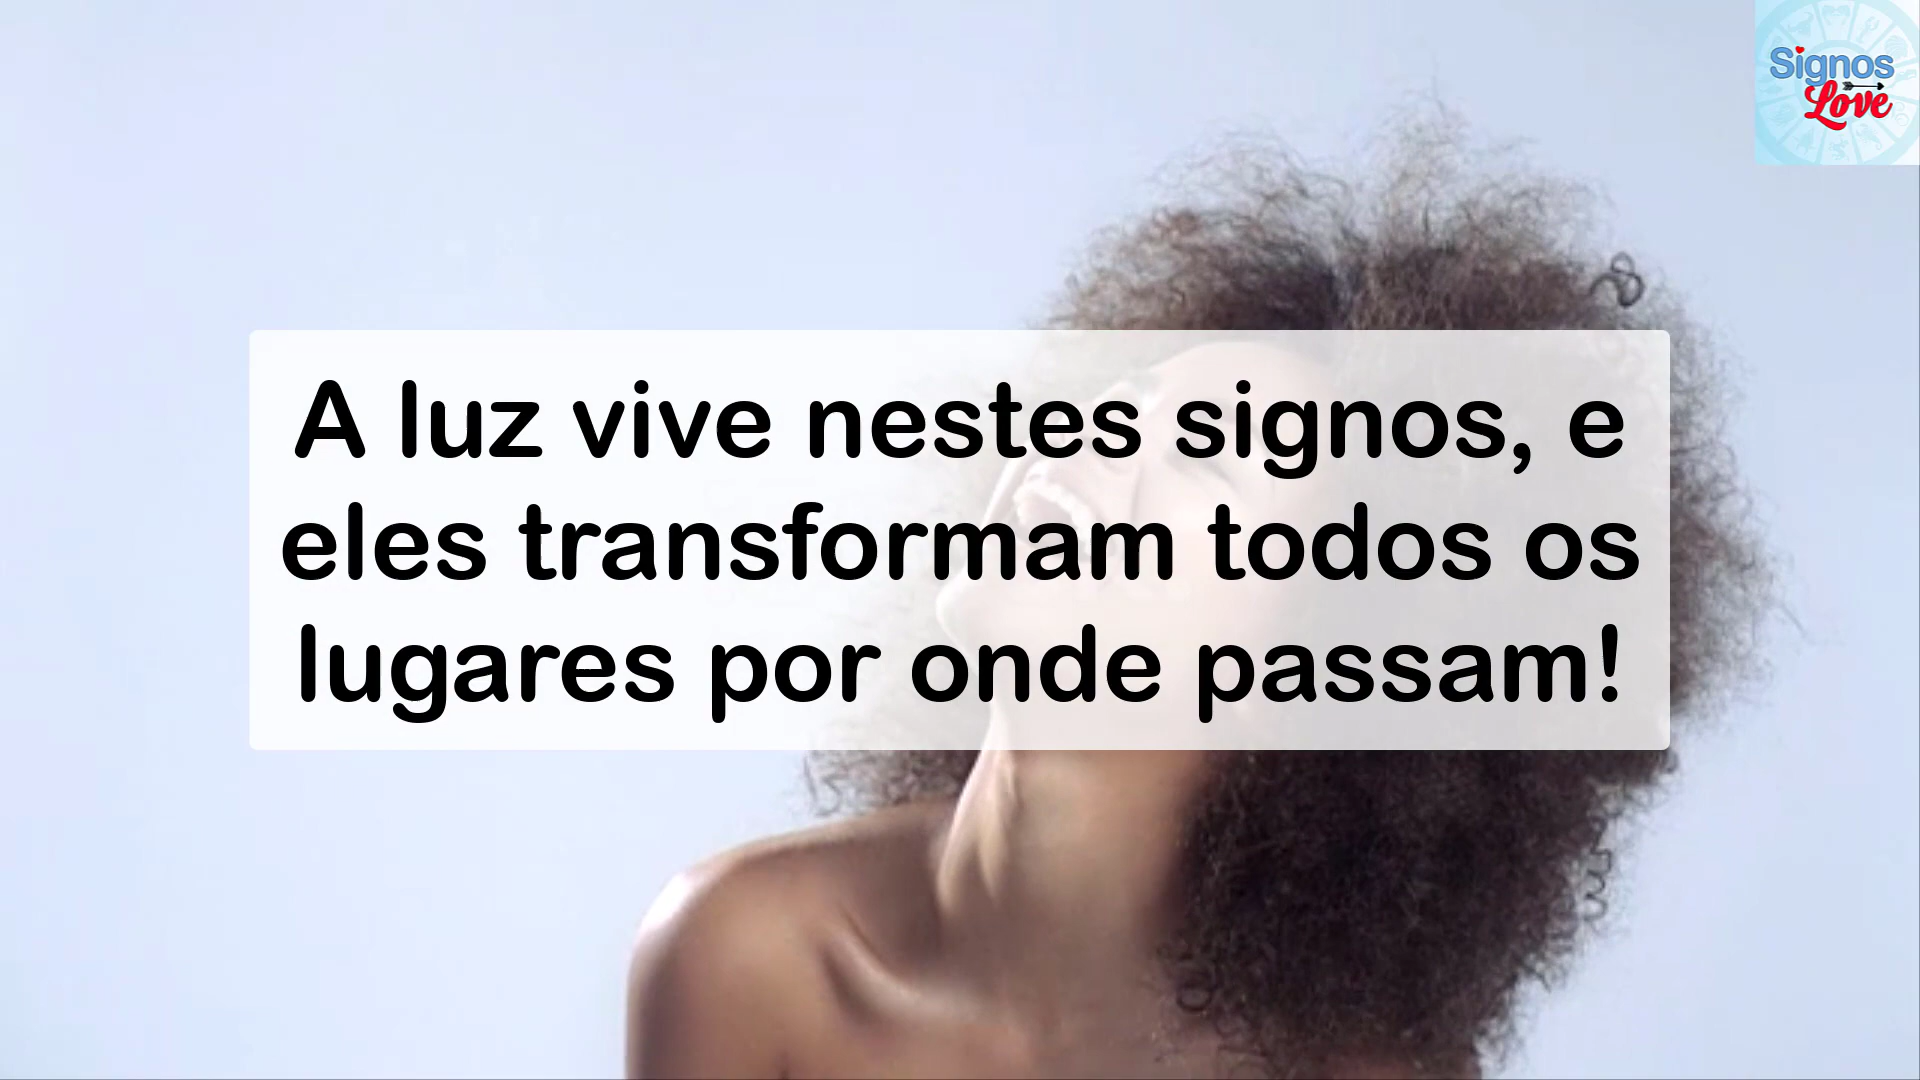 Signos
Love
A luz vive nestes signos, e
eles transformam todos os
lugares por onde passam!